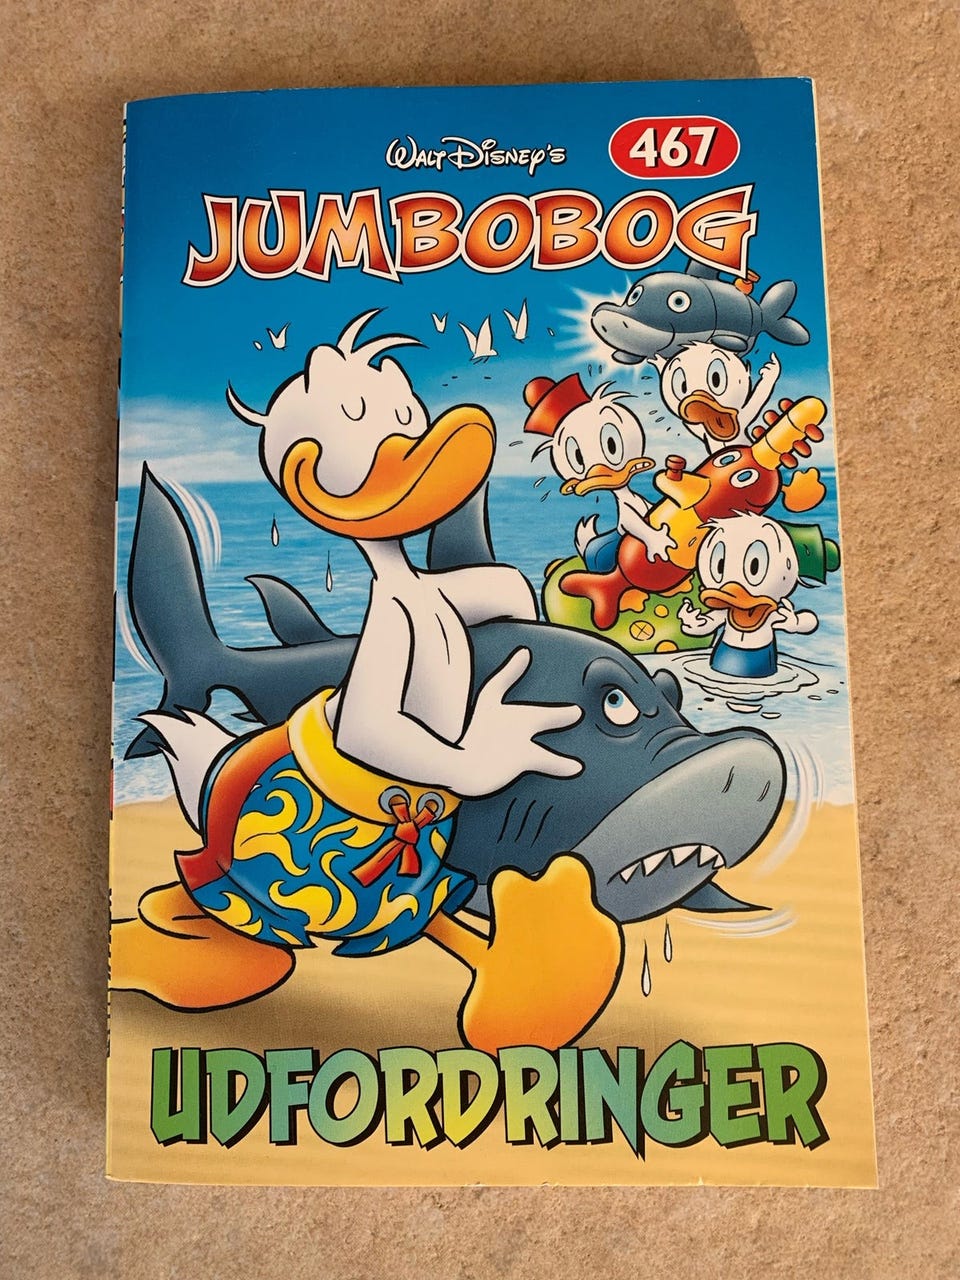 WALT DISNEY'S
467
JUMBOBOG
UDFORDRINGER